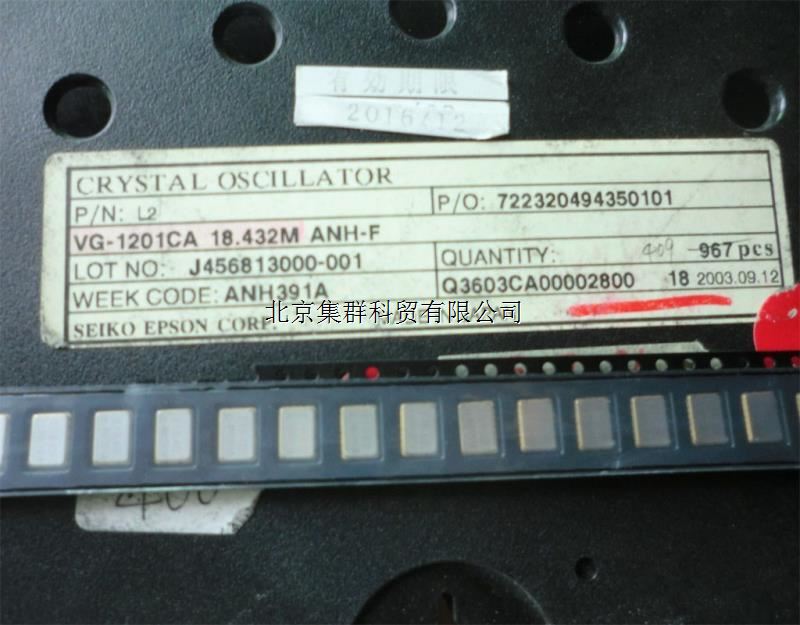 有効期限
2016/12
CRYSTAL OSCILLATOR
P/N: L2
P/O: 722320494350101
VG-1201CA 18.432M ANH-F
LOT NO: J456813000-001
QUANTITY: 409 -967 pcs
WEEK CODE: ANH391A
Q3603CA00002800 18 2003.09.12
SEIKO EPSON CORP.
北京集群科贸有限公司
400